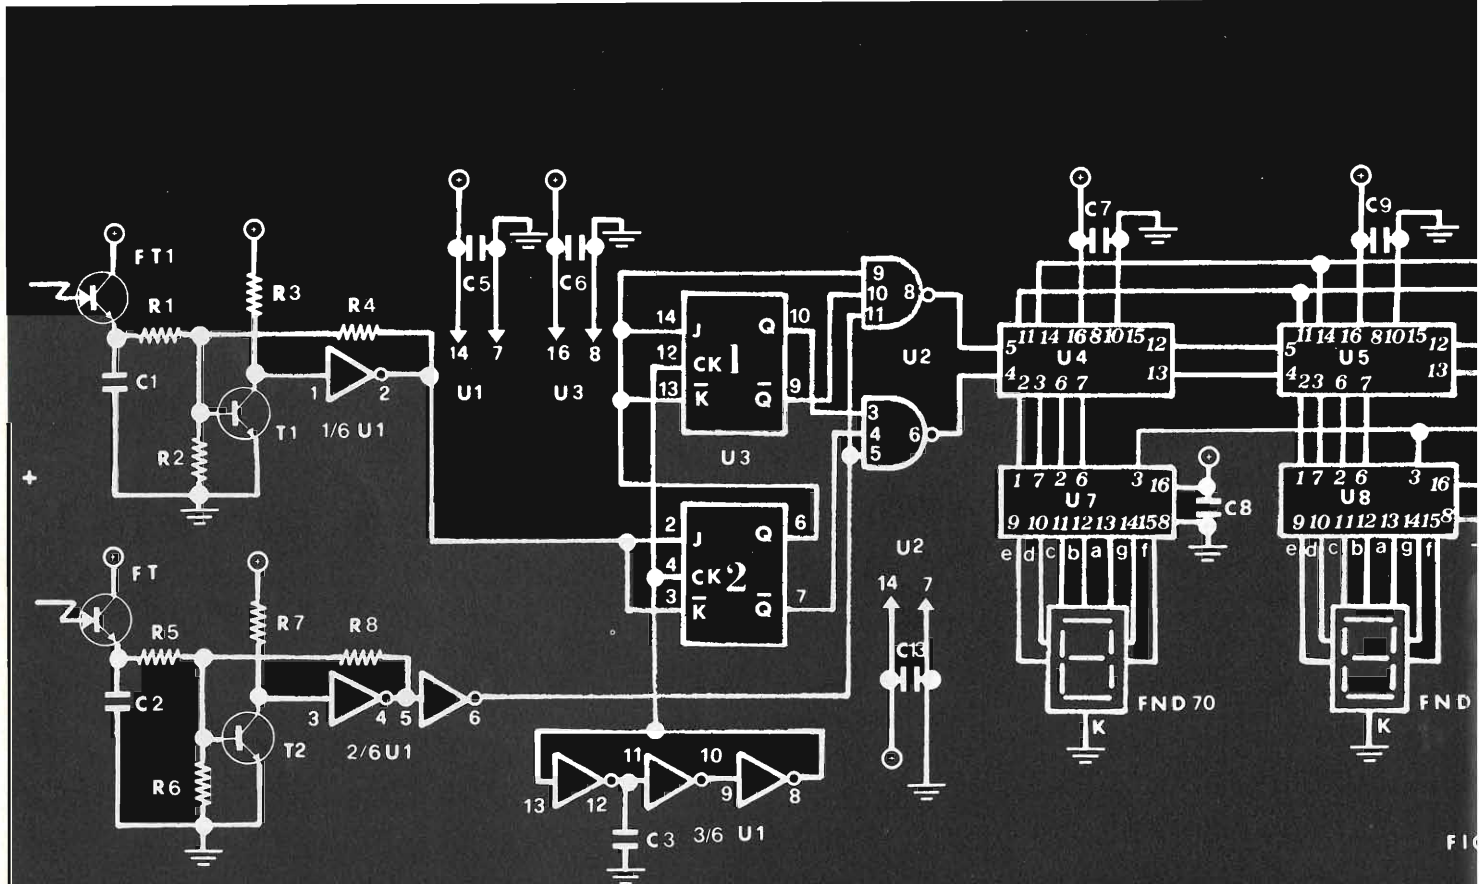 C7
C9
FT1
R1
R3
R4
C5
C6
14 7
16 8
U1
U3
C1
1 2
T1
1/6 U1
R2
14 J Q 10
12 CK 1
13 K̅ Q̅ 9
U3
9
10
11
8
U2
3
4
5
6
11 14 16 8 10 15
5 U4 12
4 13
2 3 6 7
11 14 16 8 10 15
5 U5 12
4 13
2 3 6 7
1 7 2 6 3 16
U7
9 10 11 12 13 14 15 8
e d c b a g f
C8
1 7 2 6 3 16
U8
9 10 11 12 13 14 15 8
e d c b a g f
2 J Q 6
4 CK 2
3 K̅ Q̅ 7
U2
14 7
C13
FT
R5
R7
R8
C2
3 4 5 6
T2
2/6 U1
R6
FND 70
K
FND
K
13 12 11 10 9 8
C3 3/6 U1
FIG